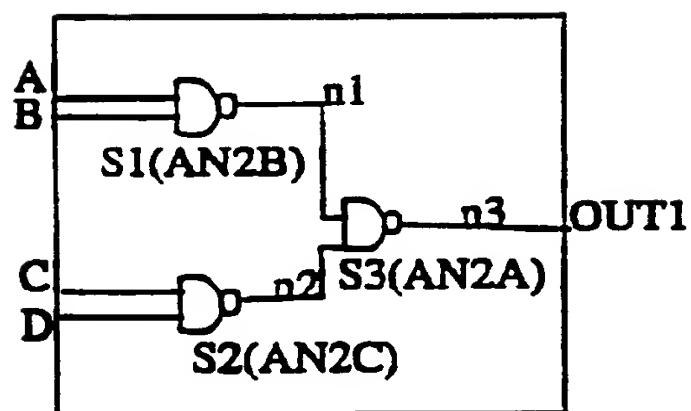 A
B
n1
S1(AN2B)
n3
OUT1
C
n2
S3(AN2A)
D
S2(AN2C)